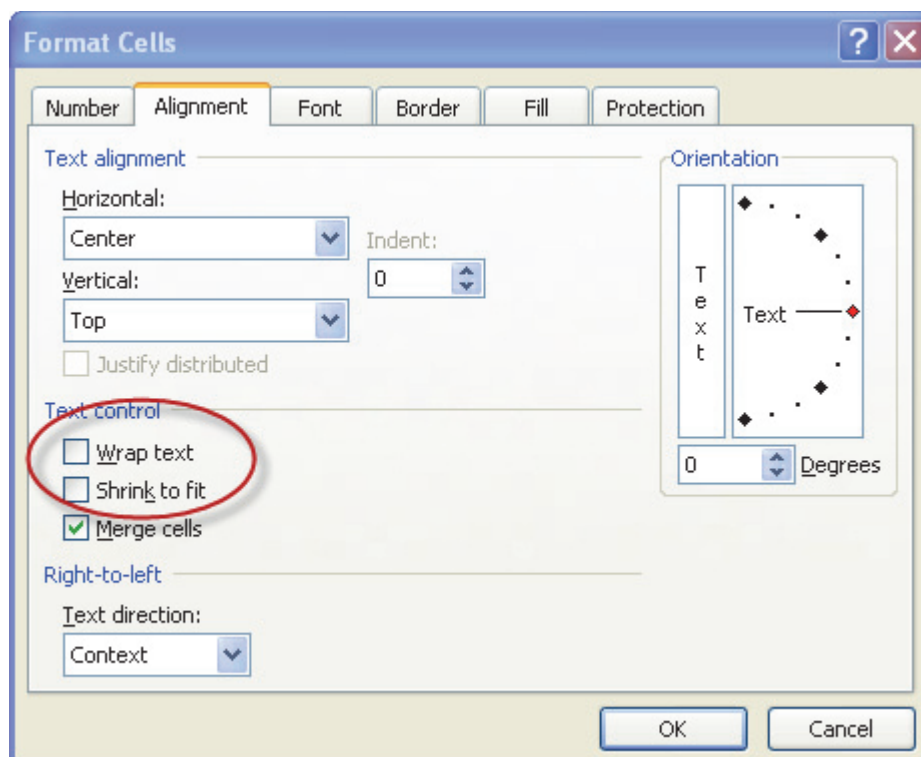 Format Cells
Number Alignment Font Border Fill Protection
Text alignment
Horizontal:
Center
Indent:
0
Vertical:
Top
Justify distributed
Text control
Wrap text
Shrink to fit
Merge cells
Right-to-left
Text direction:
Context
Orientation
Text
Text
0 Degrees
OK Cancel